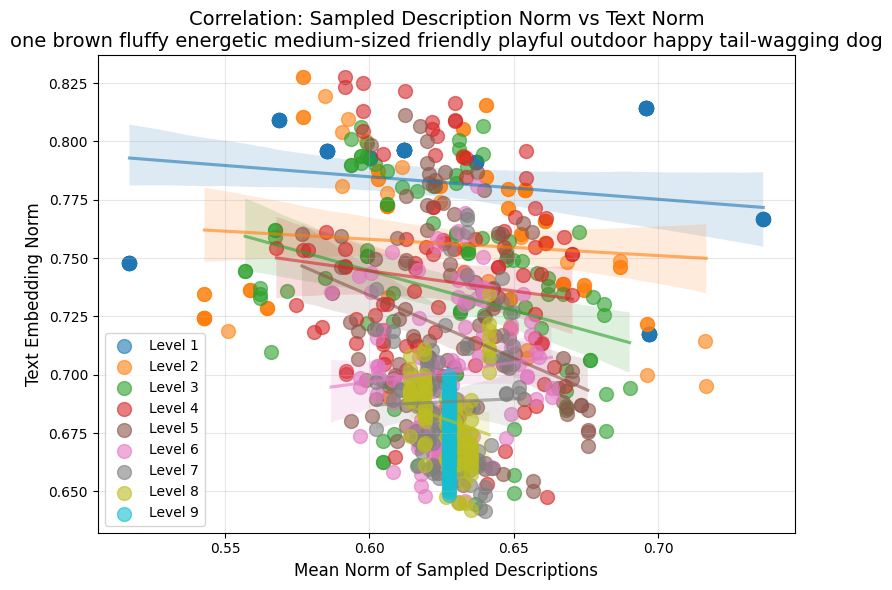 Correlation: Sampled Description Norm vs Text Norm
one brown fluffy energetic medium-sized friendly playful outdoor happy tail-wagging dog
Text Embedding Norm
0.825
0.800
0.775
0.750
0.725
0.700
0.675
0.650
Level 1
Level 2
Level 3
Level 4
Level 5
Level 6
Level 7
Level 8
Level 9
0.55
0.60
0.65
0.70
Mean Norm of Sampled Descriptions